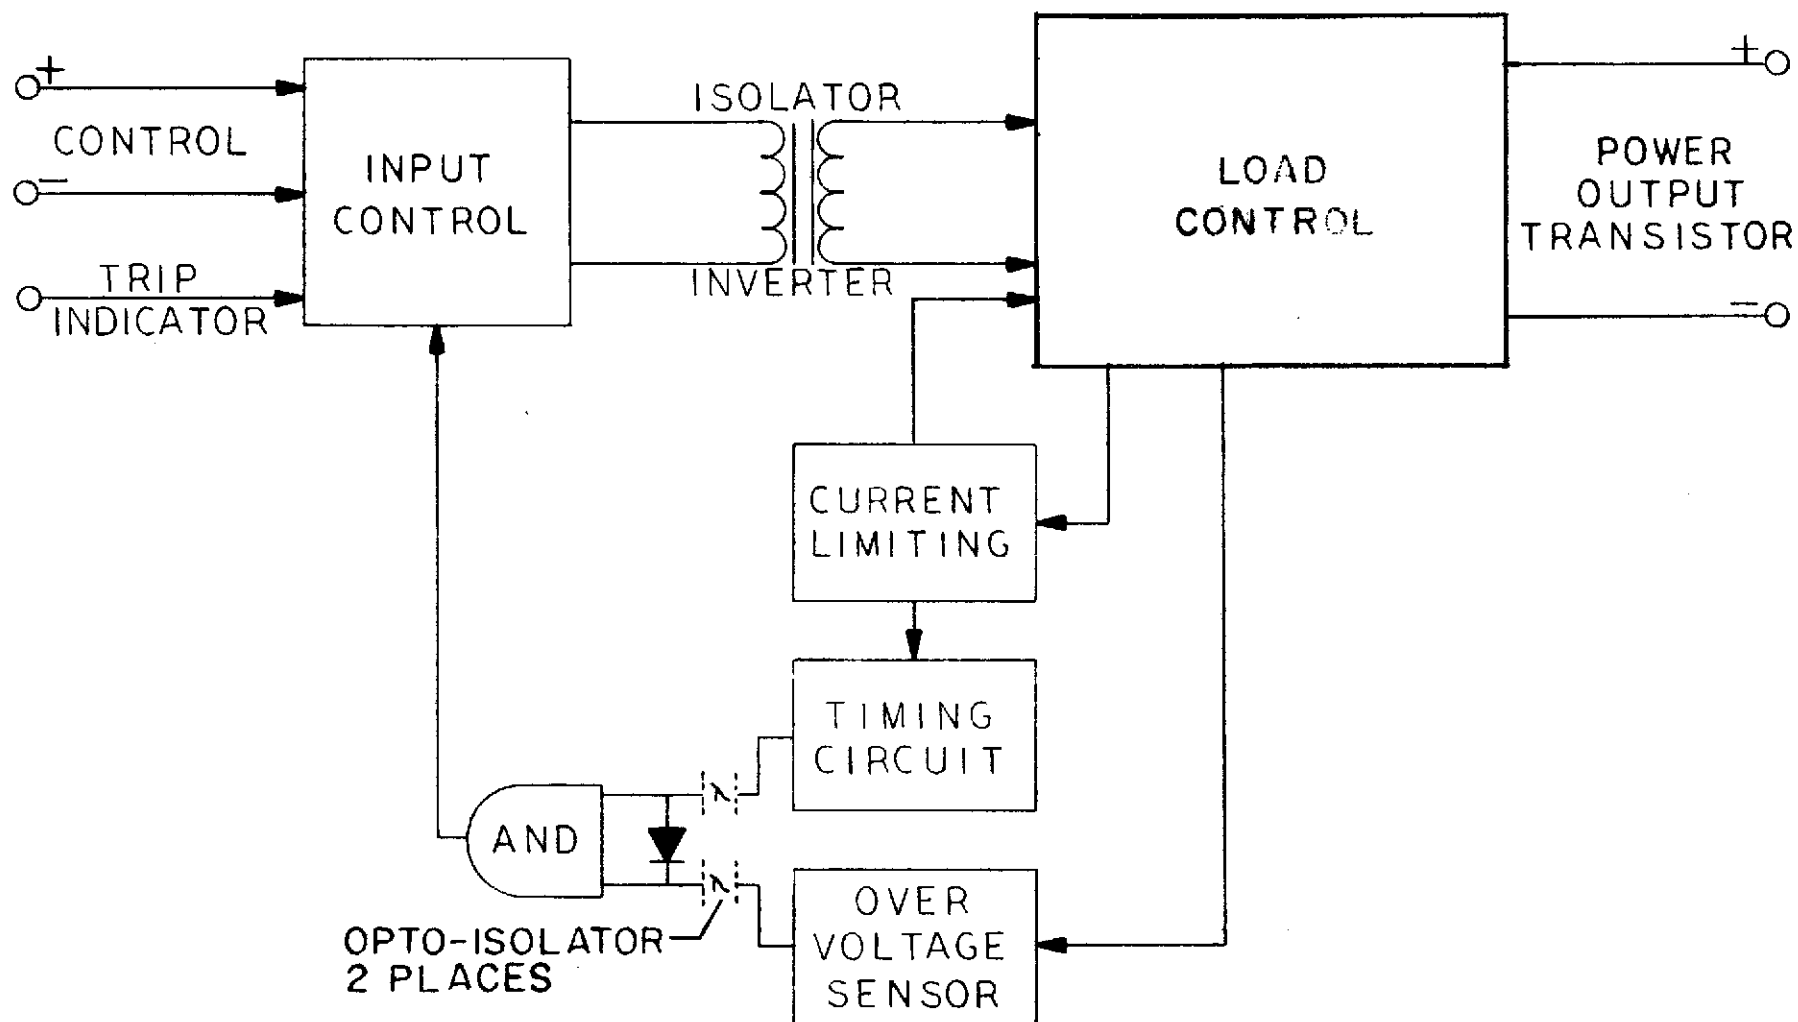 +
CONTROL
−
TRIP
INDICATOR
INPUT
CONTROL
ISOLATOR
INVERTER
LOAD
CONTROL
+
POWER
OUTPUT
TRANSISTOR
−
CURRENT
LIMITING
TIMING
CIRCUIT
AND
OPTO-ISOLATOR
2 PLACES
OVER
VOLTAGE
SENSOR